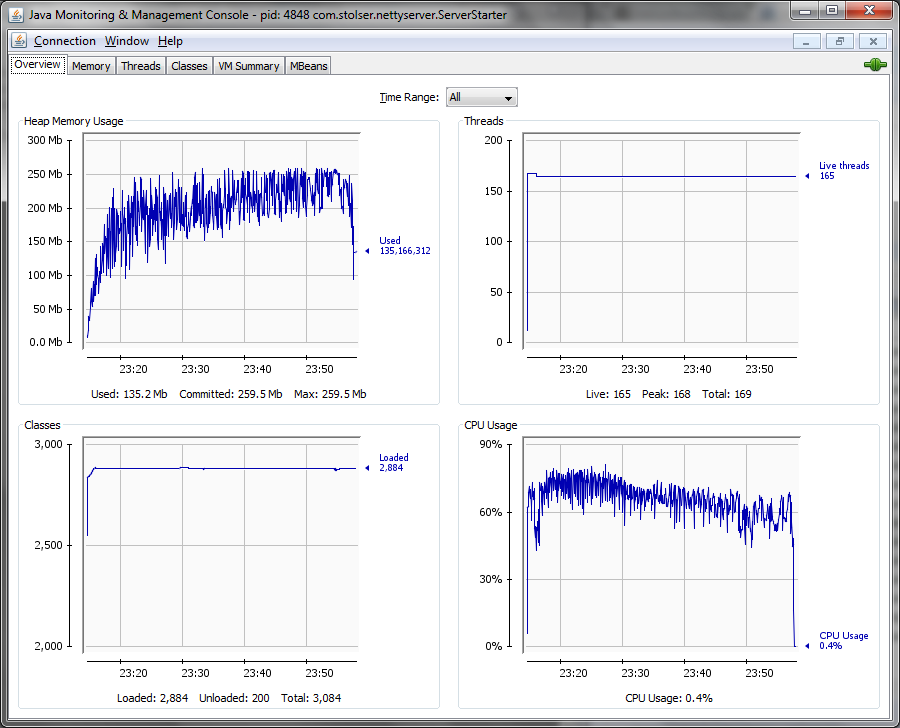 Java Monitoring & Management Console - pid: 4848 com.stolser.nettyserver.ServerStarter
Connection Window Help
Overview Memory Threads Classes VM Summary MBeans
Time Range: All
Heap Memory Usage
300 Mb
250 Mb
200 Mb
150 Mb
100 Mb
50 Mb
0.0 Mb
Used
135,166,312
23:20 23:30 23:40 23:50
Used: 135.2 Mb Committed: 259.5 Mb Max: 259.5 Mb
Threads
200
150
100
50
0
Live threads
165
23:20 23:30 23:40 23:50
Live: 165 Peak: 168 Total: 169
Classes
3,000
2,500
2,000
Loaded
2,884
23:20 23:30 23:40 23:50
Loaded: 2,884 Unloaded: 200 Total: 3,084
CPU Usage
90%
60%
30%
0%
CPU Usage
0.4%
23:20 23:30 23:40 23:50
CPU Usage: 0.4%